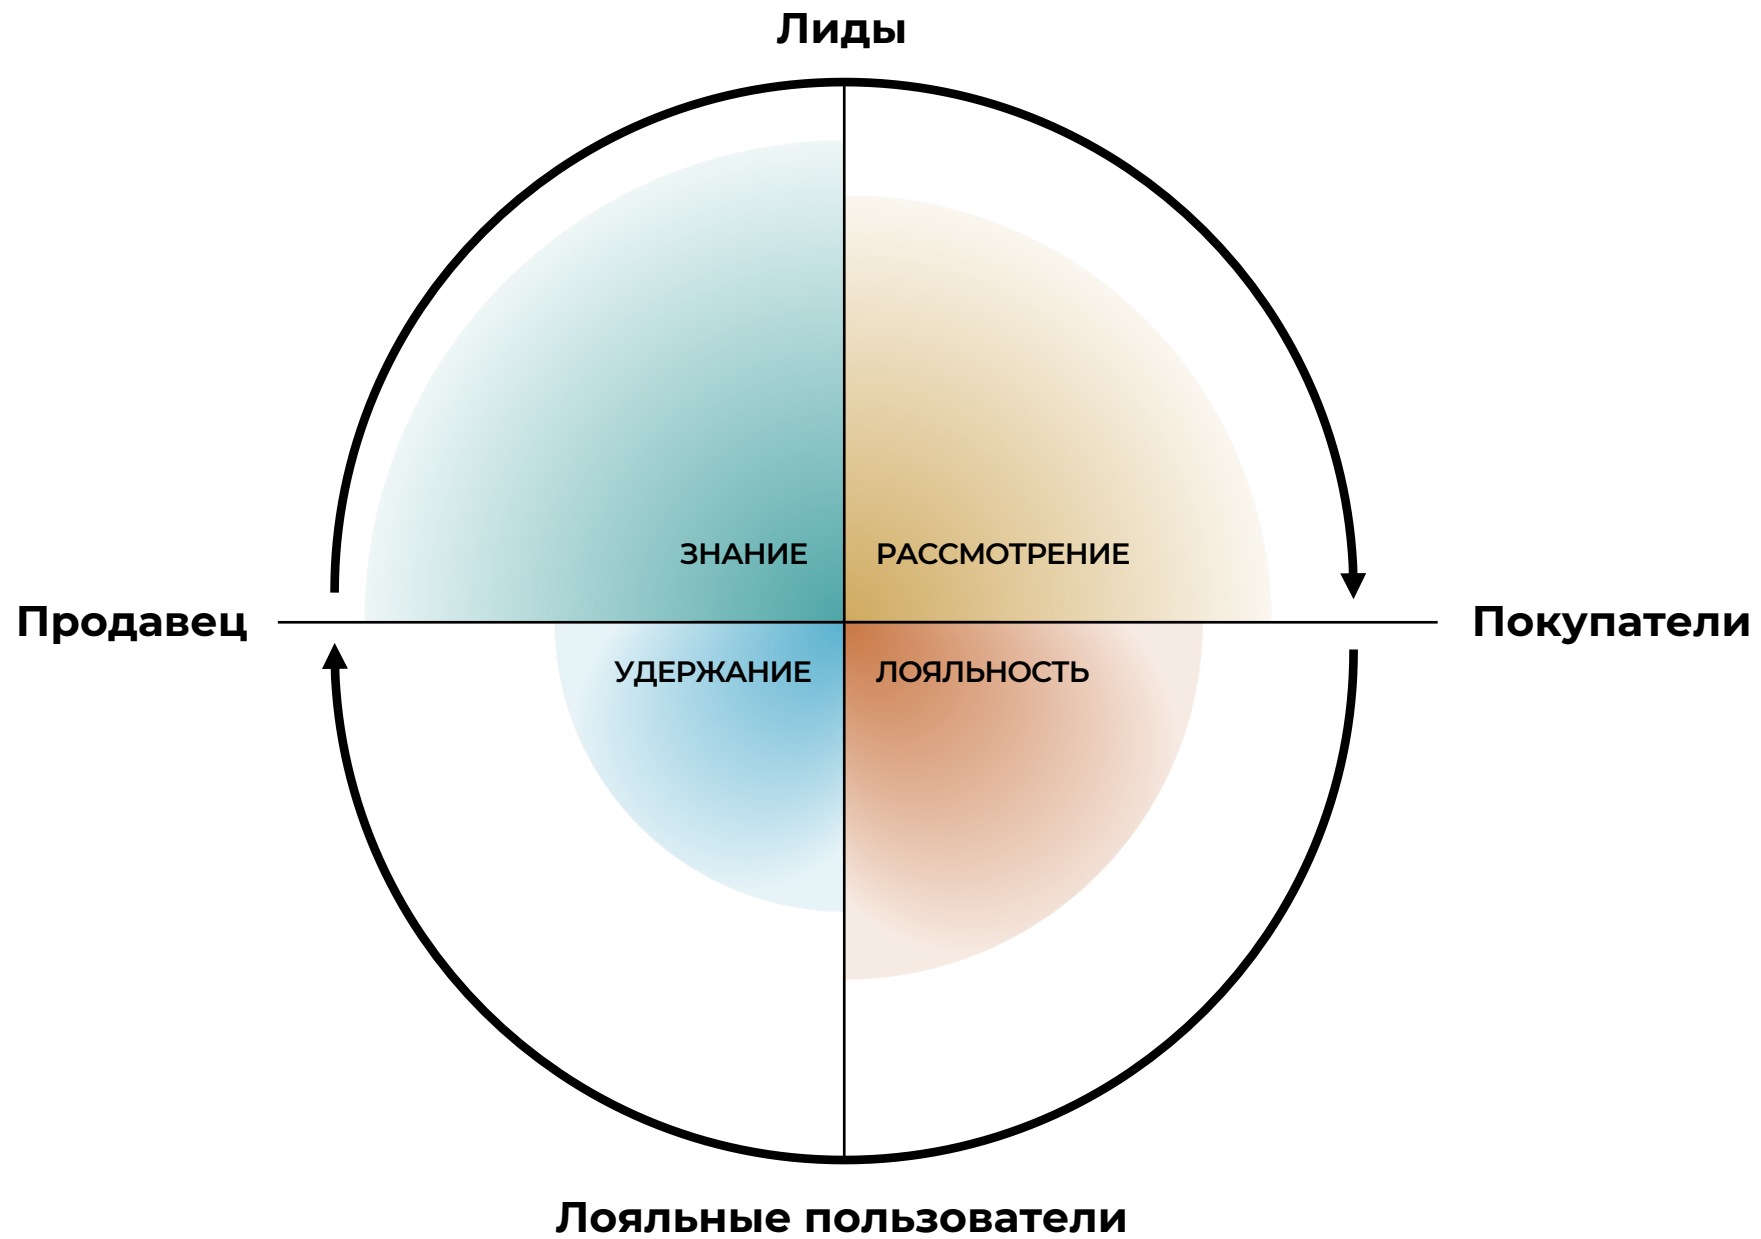 Лиды
ЗНАНИЕ
РАССМОТРЕНИЕ
Продавец
Покупатели
УДЕРЖАНИЕ
ЛОЯЛЬНОСТЬ
Лояльные пользователи